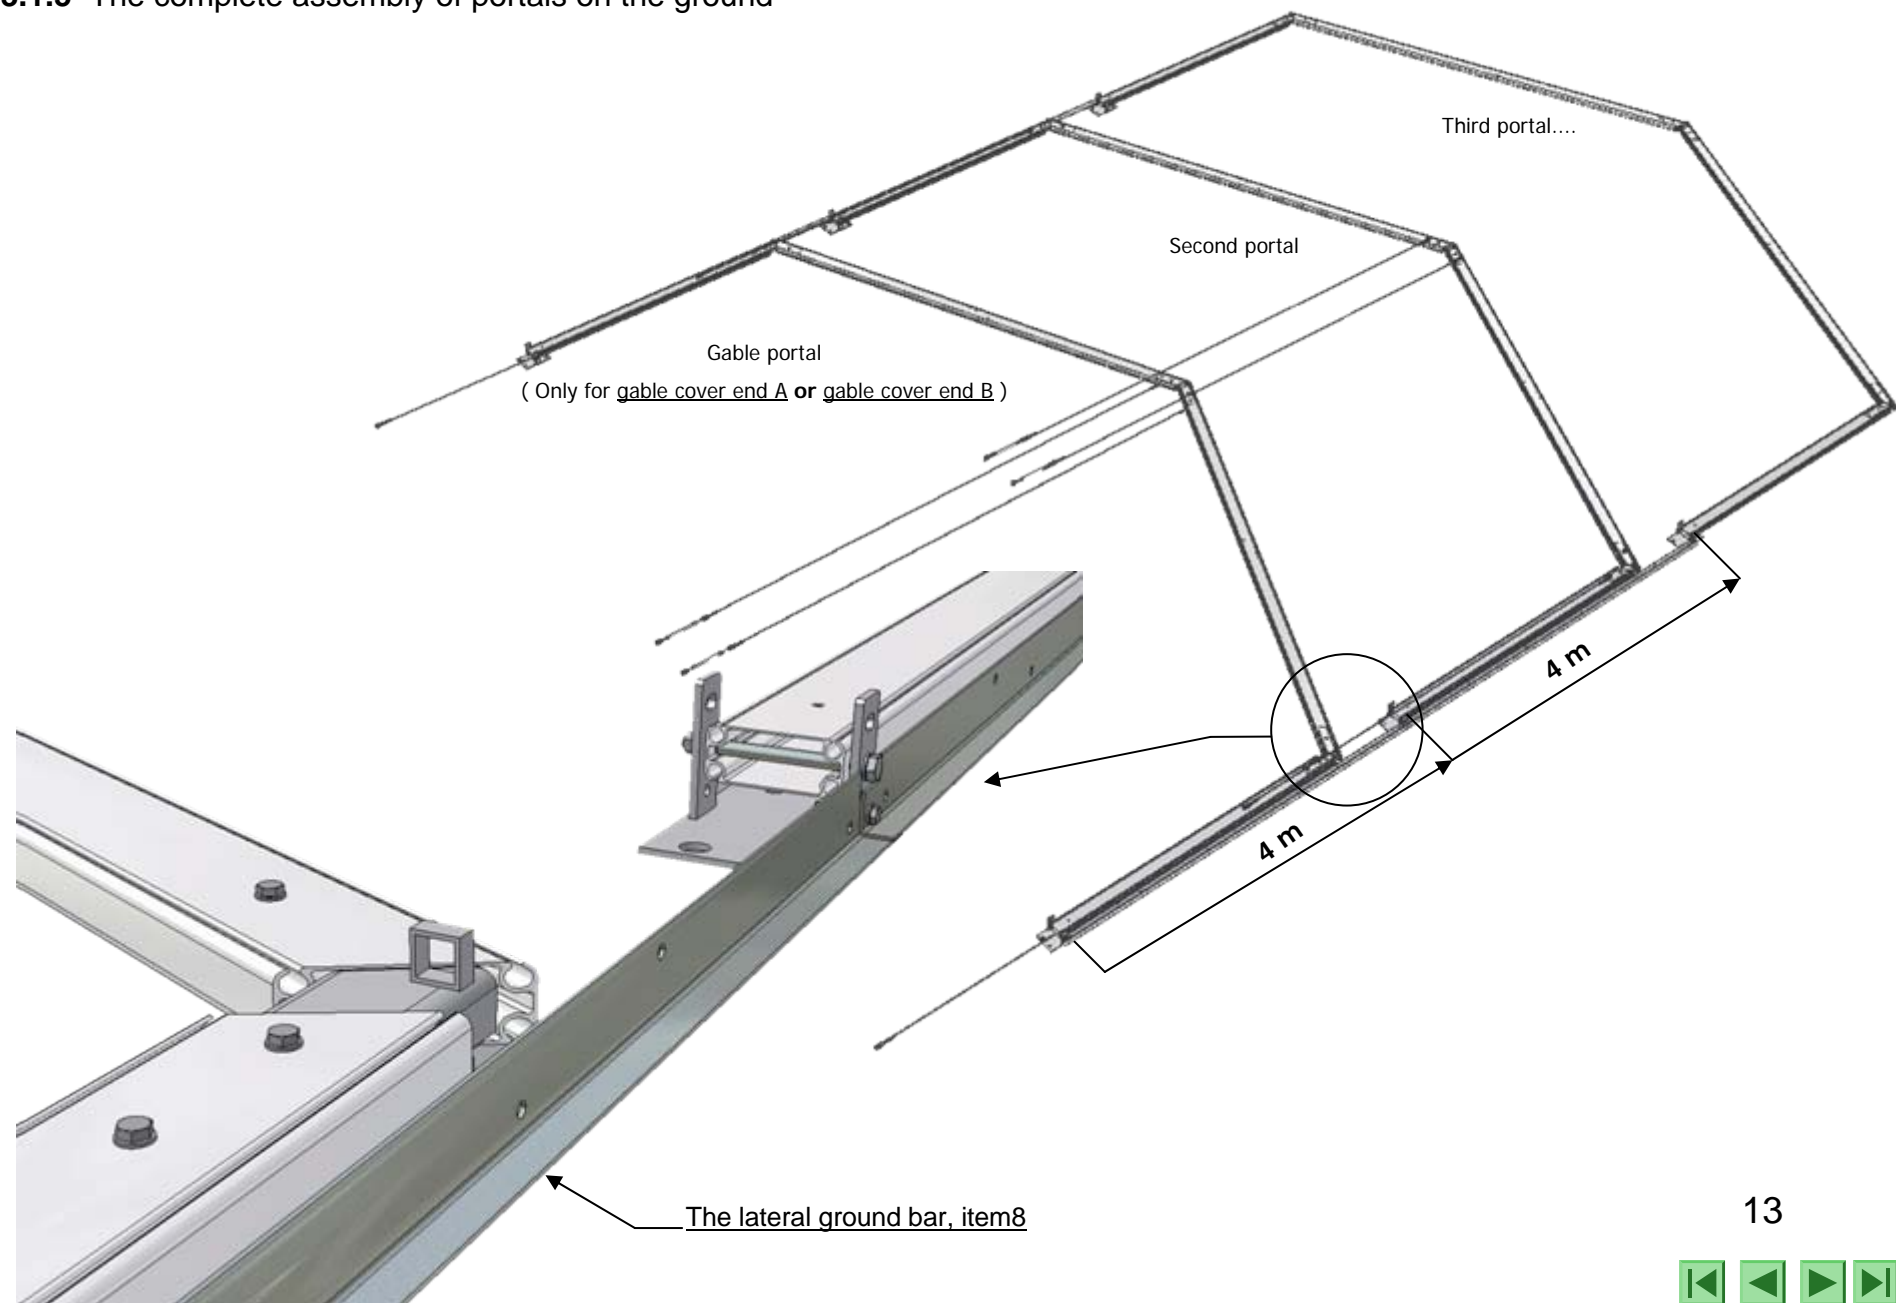 The complete assembly of portals on the ground
Third portal....
Second portal
Gable portal
( Only for gable cover end A or gable cover end B )
4 m
4 m
The lateral ground bar, item8
13